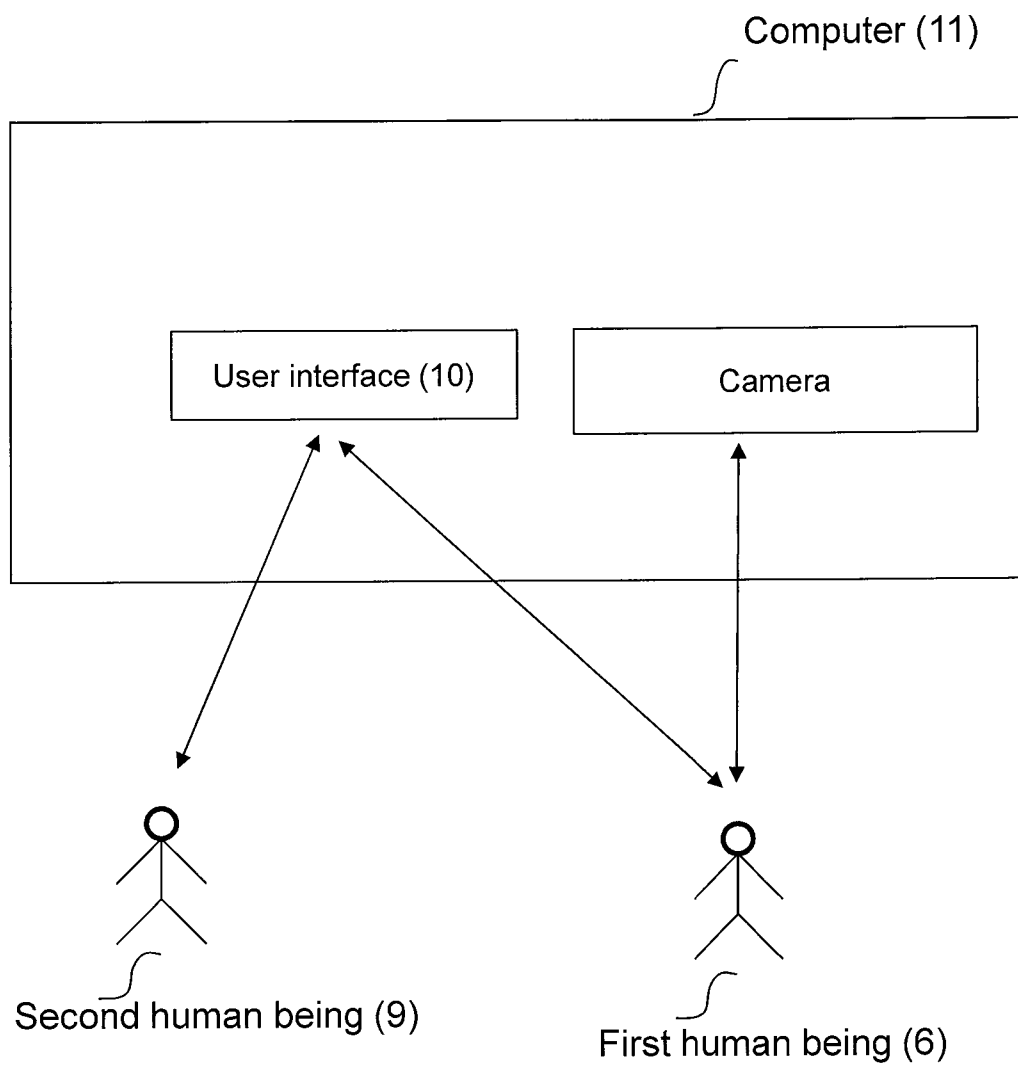 Computer (11)
User interface (10)
Camera
Second human being (9)
First human being (6)